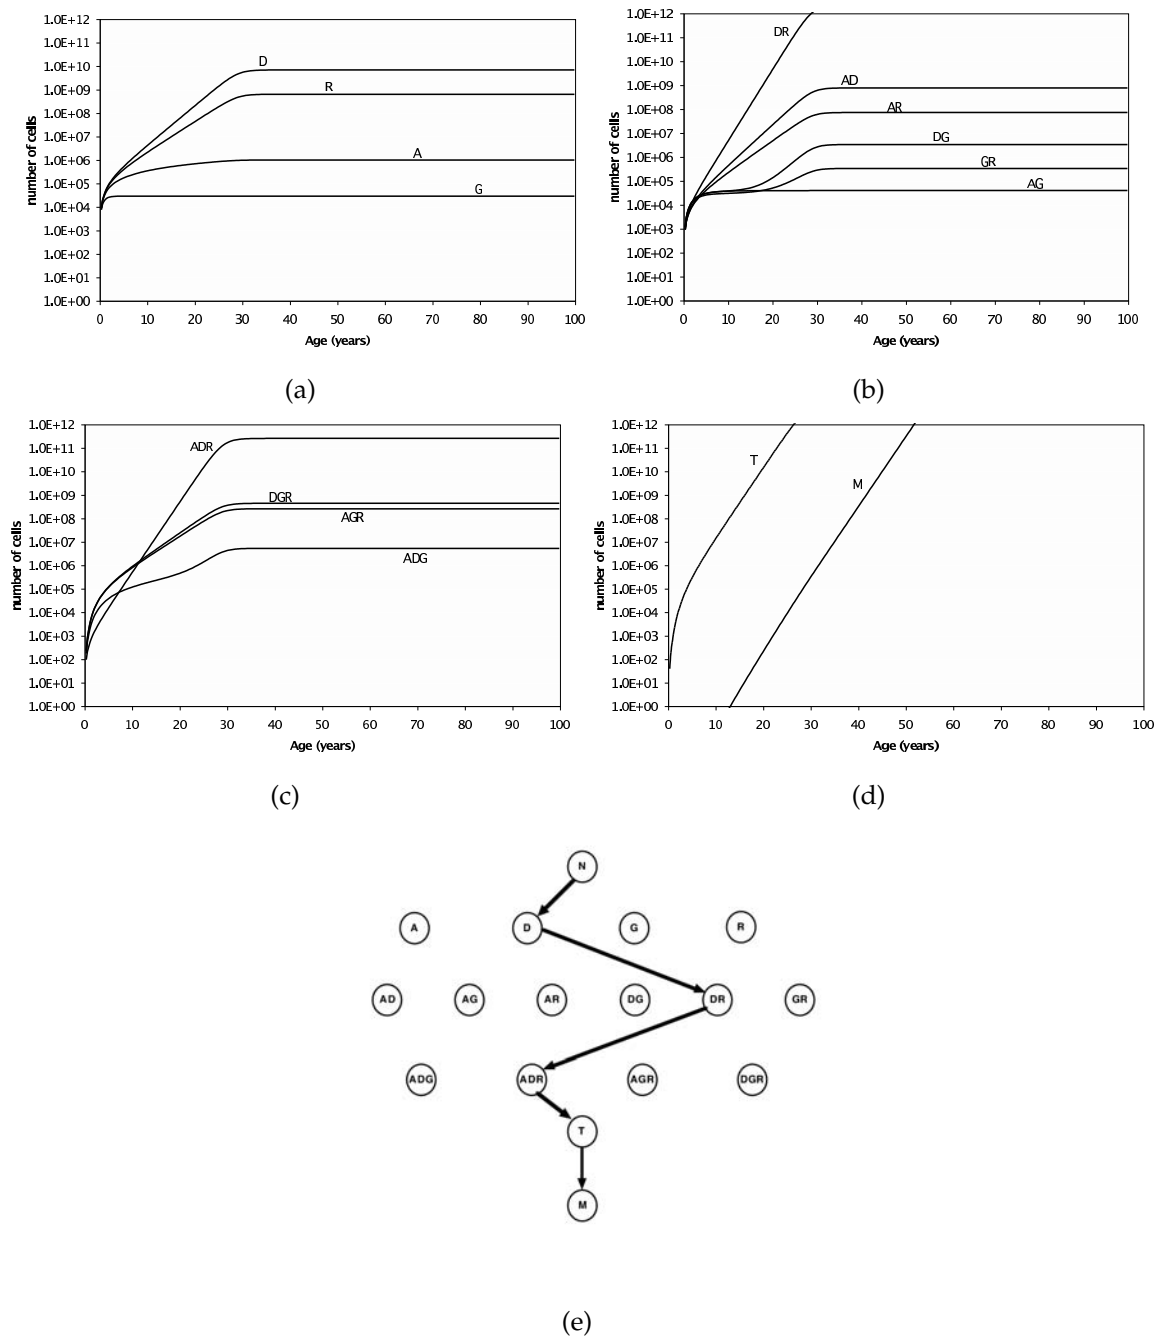 1.0E+12
1.0E+11
1.0E+10
1.0E+09
1.0E+08
1.0E+07
1.0E+06
1.0E+05
1.0E+04
1.0E+03
1.0E+02
1.0E+01
1.0E+00
number of cells
D
R
A
G
0 10 20 30 40 50 60 70 80 90 100
Age (years)
(a)
1.0E+12
1.0E+11
1.0E+10
1.0E+09
1.0E+08
1.0E+07
1.0E+06
1.0E+05
1.0E+04
1.0E+03
1.0E+02
1.0E+01
1.0E+00
number of cells
DR
AD
AR
DG
GR
AG
0 10 20 30 40 50 60 70 80 90 100
Age (years)
(b)
1.0E+12
1.0E+11
1.0E+10
1.0E+09
1.0E+08
1.0E+07
1.0E+06
1.0E+05
1.0E+04
1.0E+03
1.0E+02
1.0E+01
1.0E+00
number of cells
ADR
DGR
AGR
ADG
0 10 20 30 40 50 60 70 80 90 100
Age (years)
(c)
1.0E+12
1.0E+11
1.0E+10
1.0E+09
1.0E+08
1.0E+07
1.0E+06
1.0E+05
1.0E+04
1.0E+03
1.0E+02
1.0E+01
1.0E+00
number of cells
T
M
0 10 20 30 40 50 60 70 80 90 100
Age (years)
(d)
N
A D G R
AD AG AR DG DR GR
ADG ADR AGR DGR
T
M
(e)